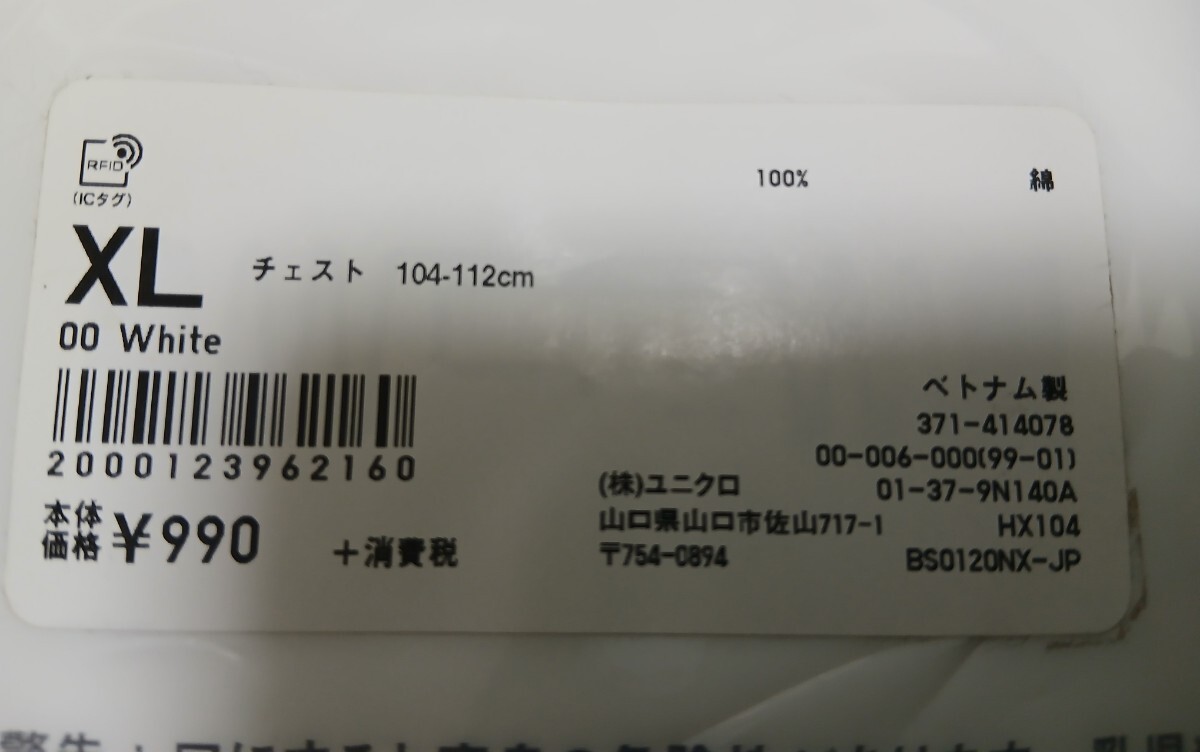 RFID
(ICタグ)
100% 綿
XL チェスト 104-112cm
00 White
2000123962160
本体価格 ¥990 +消費税
ベトナム製
371-414078
00-006-000(99-01)
01-37-9N140A
HX104
BS0120NX-JP
(株)ユニクロ
山口県山口市佐山717-1
〒754-0894